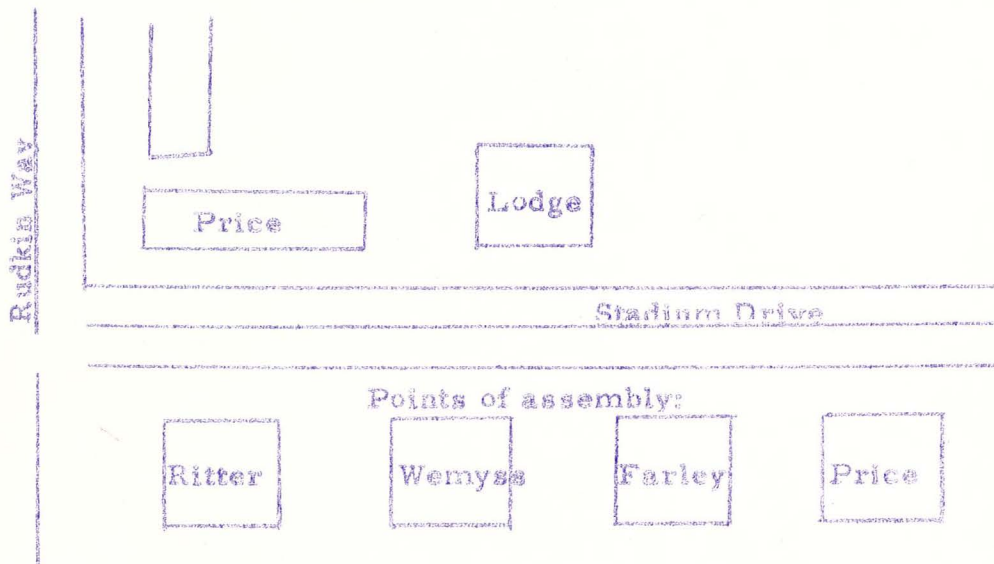 Rudkin Way
Price
Lodge
Stadium Drive
Points of assembly:
Ritter
Wemyss
Farley
Price